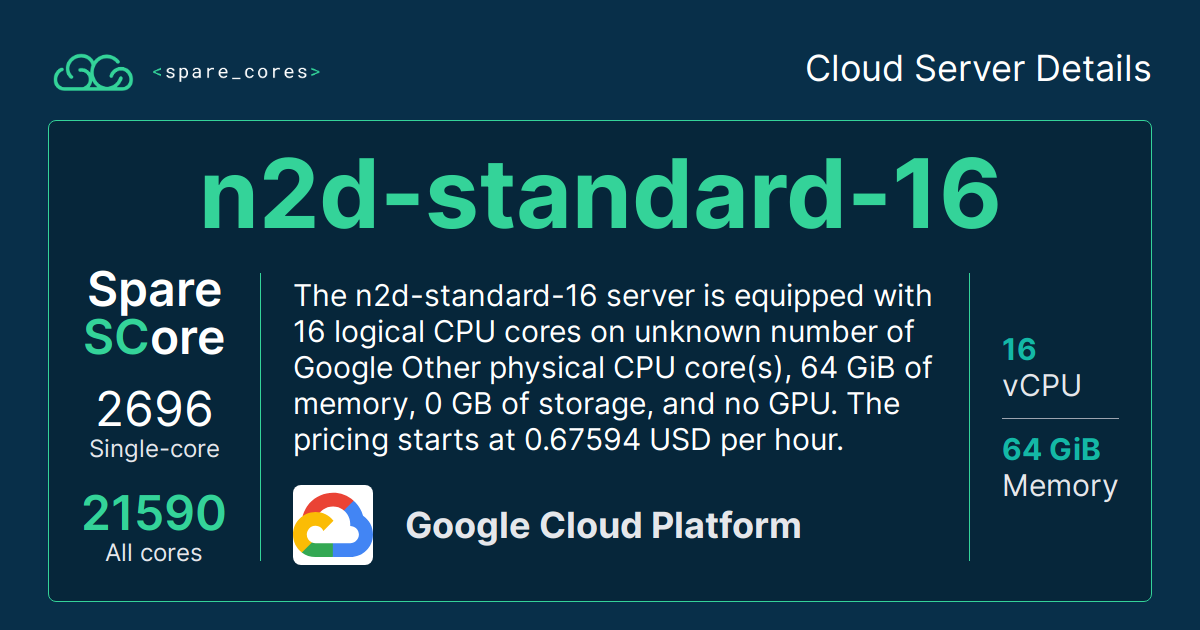 <spare_cores>
Cloud Server Details
n2d-standard-16
Spare
SCore
2696
Single-core
21590
All cores
The n2d-standard-16 server is equipped with
16 logical CPU cores on unknown number of
Google Other physical CPU core(s), 64 GiB of
memory, 0 GB of storage, and no GPU. The
pricing starts at 0.67594 USD per hour.
Google Cloud Platform
16
vCPU
64 GiB
Memory